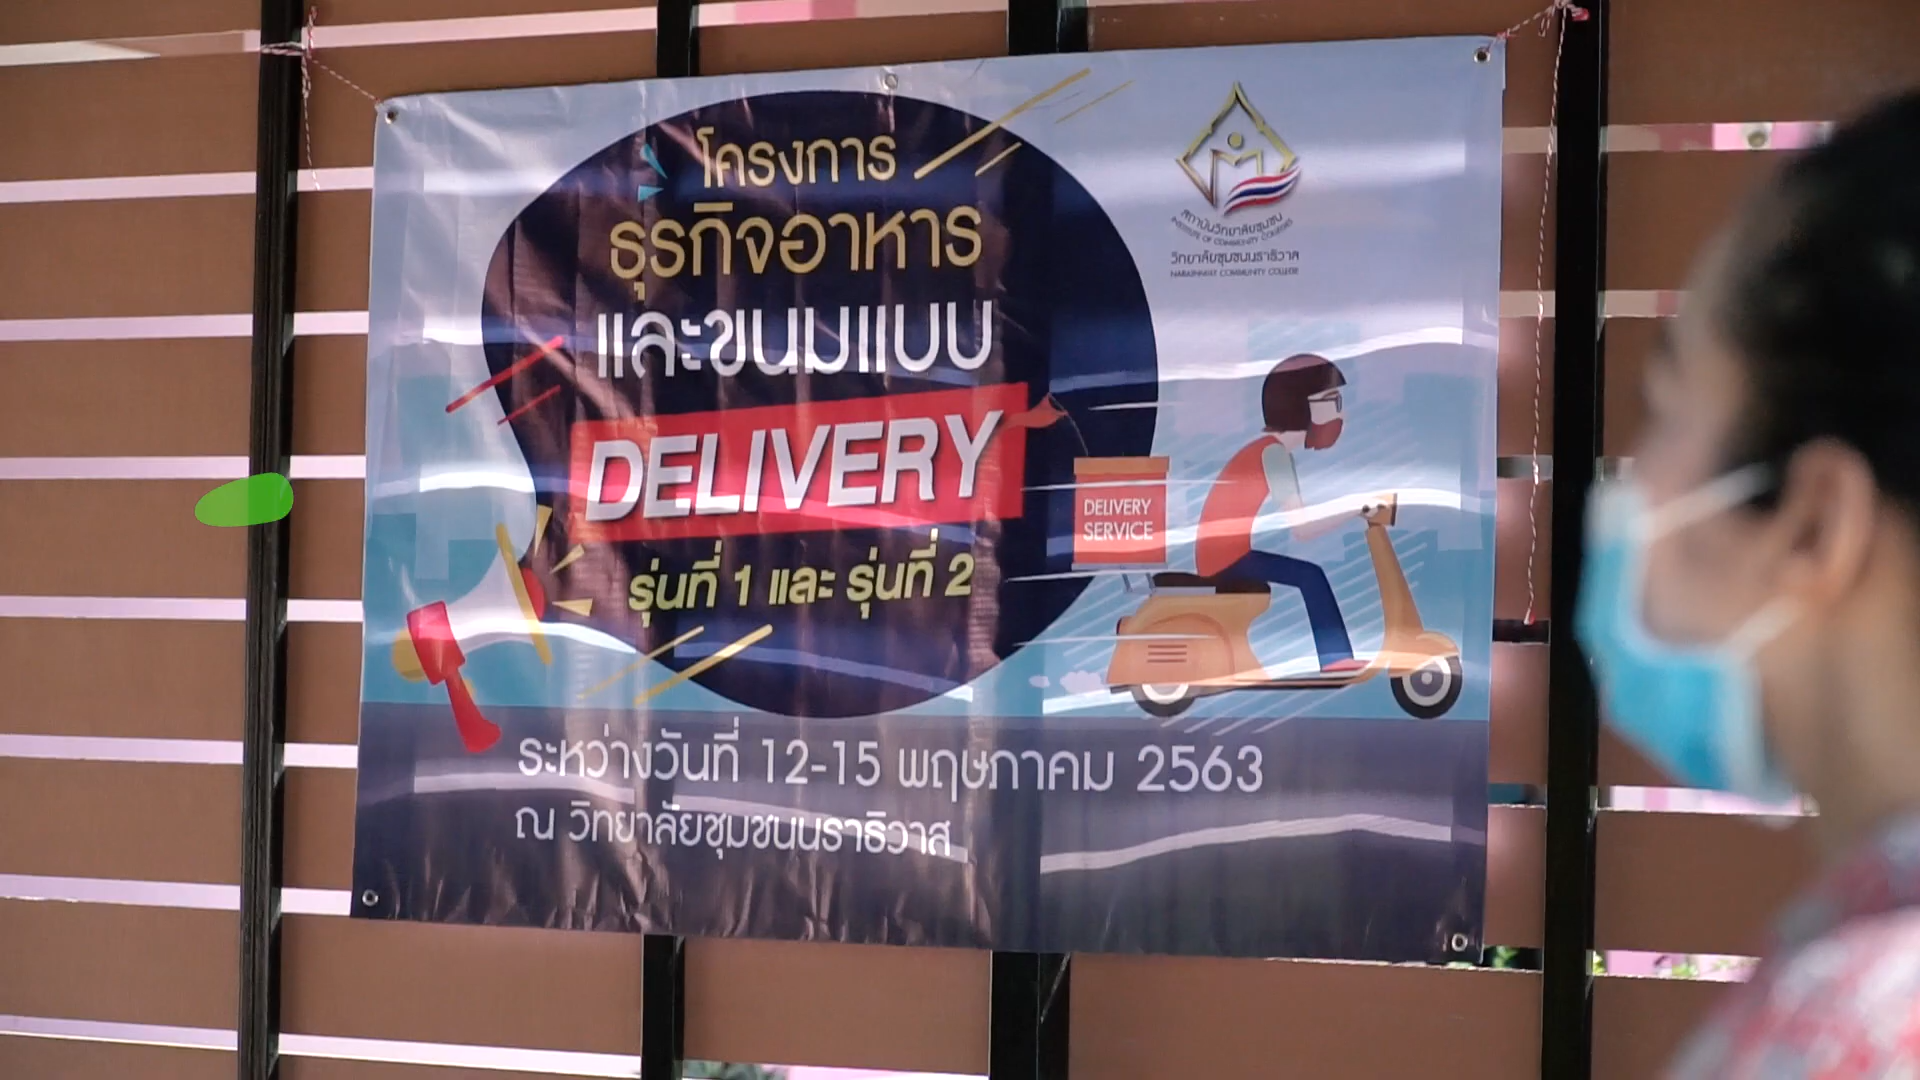 โครงการ
ธุรกิจอาหาร
และขนมแบบ
DELIVERY
รุ่นที่ 1 และ รุ่นที่ 2
สถาบันวิทยาลัยชุมชน
INSTITUTE OF COMMUNITY COLLEGES
วิทยาลัยชุมชนนราธิวาส
NARATHIWAT COMMUNITY COLLEGE
DELIVERY
SERVICE
ระหว่างวันที่ 12-15 พฤษภาคม 2563
ณ วิทยาลัยชุมชนนราธิวาส